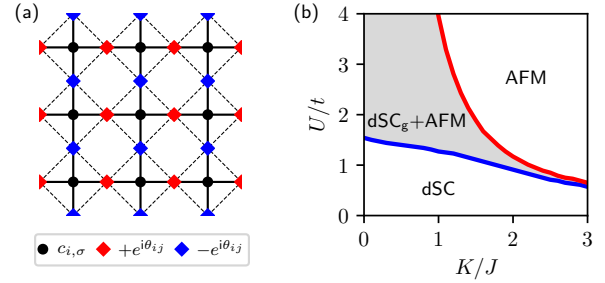 (a)
c_{i,σ} +e^{iθ_{ij}} −e^{iθ_{ij}}
(b)
4
3
2
1
0
U/t
AFM
dSC_g+AFM
dSC
0 1 2 3
K/J